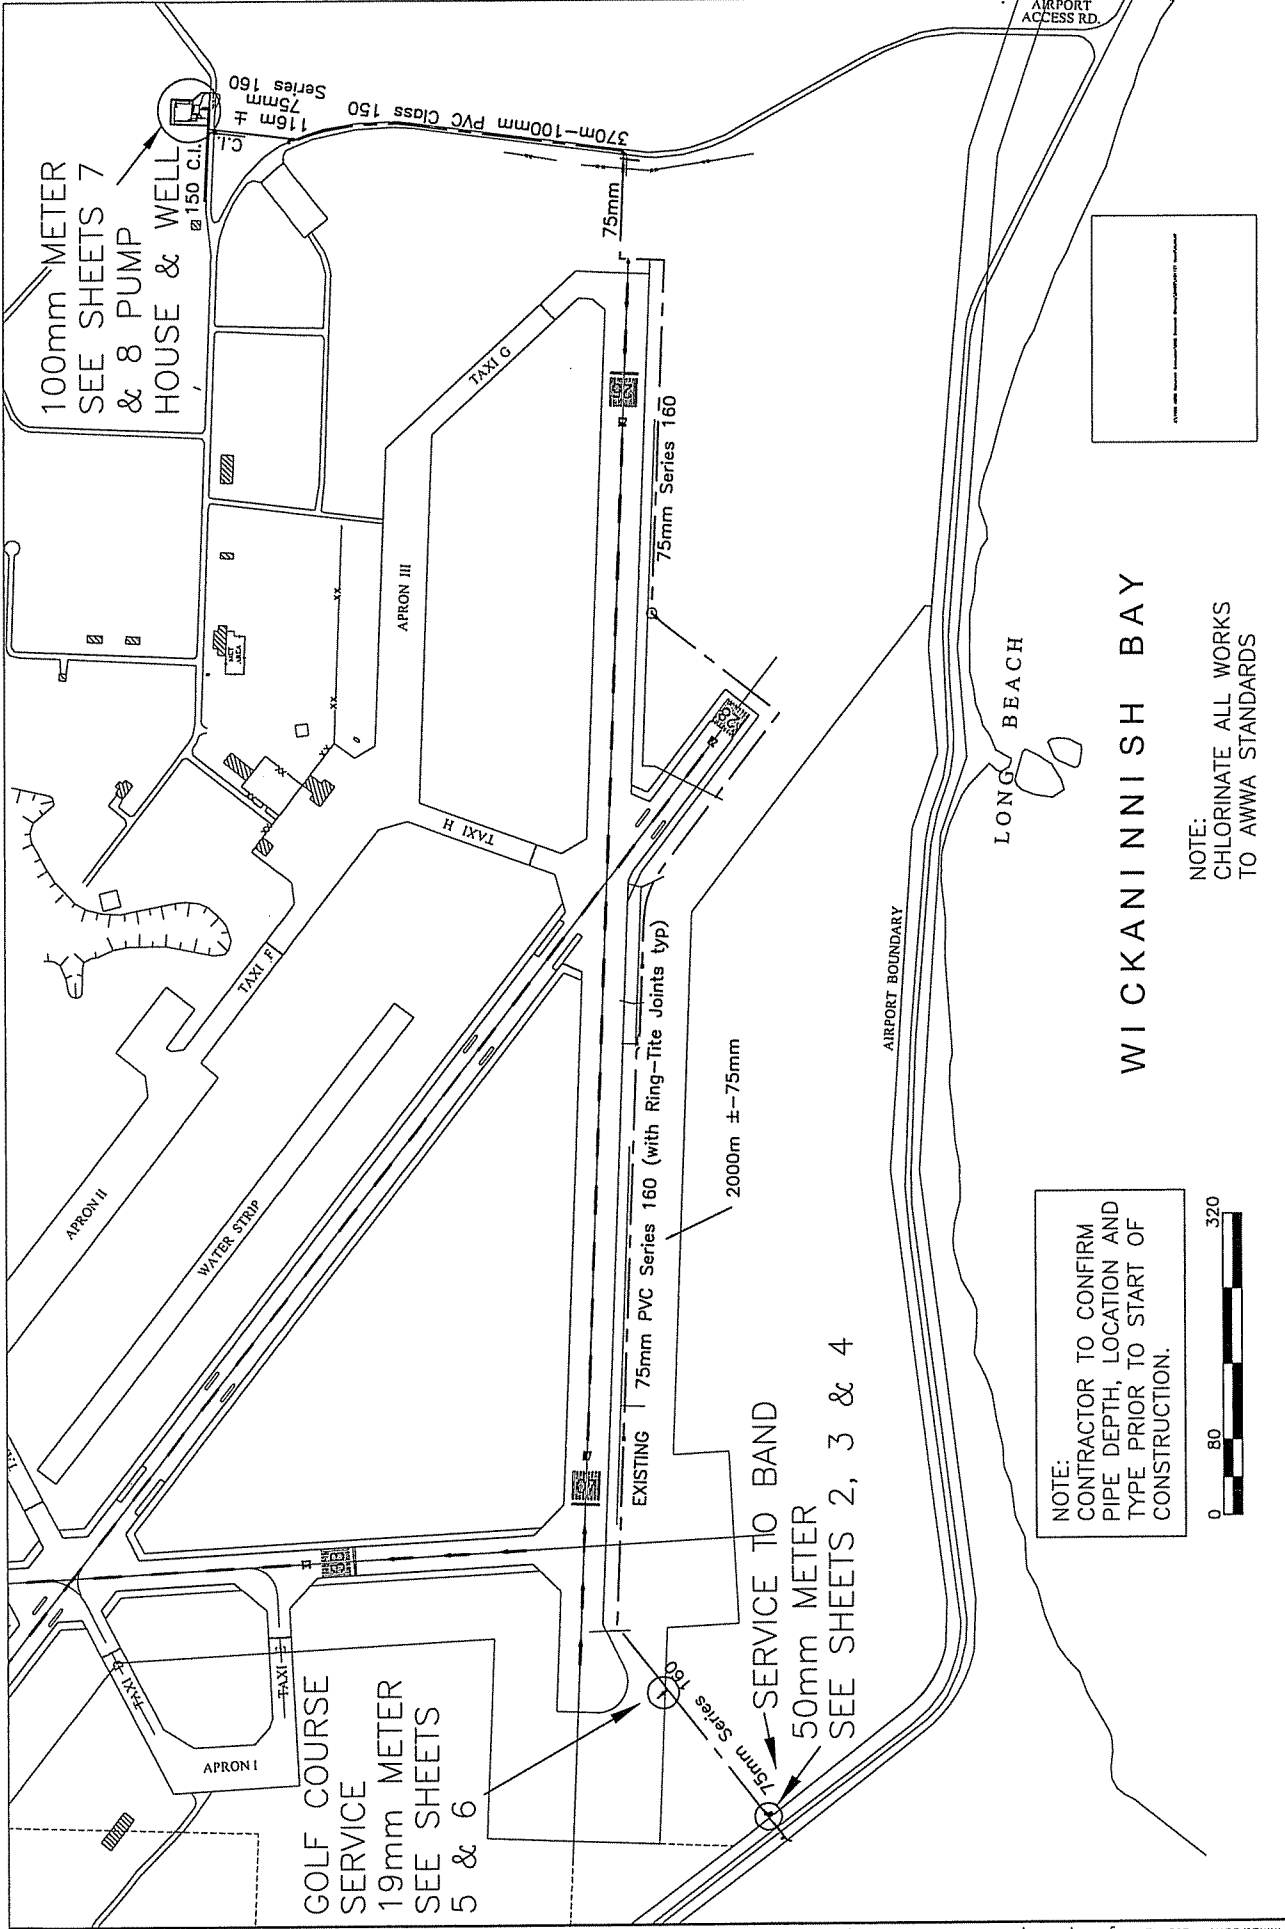 100mm METER
SEE SHEETS 7
& 8 PUMP
HOUSE & WELL
150 C.I.
C.I.
116m ±
75mm
Series 160
370m-100mm PVC Class 150
75mm
AIRPORT
ACCESS RD.
TAXI G
75mm Series 160
APRON III
MET
AREA
TAXI H
28
TAXI F
APRON II
WATER STRIP
EXISTING 75mm PVC Series 160 (with Ring-Tite Joints typ)
2000m ±-75mm
APRON I
GOLF COURSE
SERVICE
19mm METER
SEE SHEETS
5 & 6
75mm Series 160
SERVICE TO BAND
50mm METER
SEE SHEETS 2, 3 & 4
AIRPORT BOUNDARY
LONG BEACH
WICKANINNISH BAY
NOTE:
CHLORINATE ALL WORKS
TO AWWA STANDARDS
NOTE:
CONTRACTOR TO CONFIRM
PIPE DEPTH, LOCATION AND
TYPE PRIOR TO START OF
CONSTRUCTION.
0 80 320